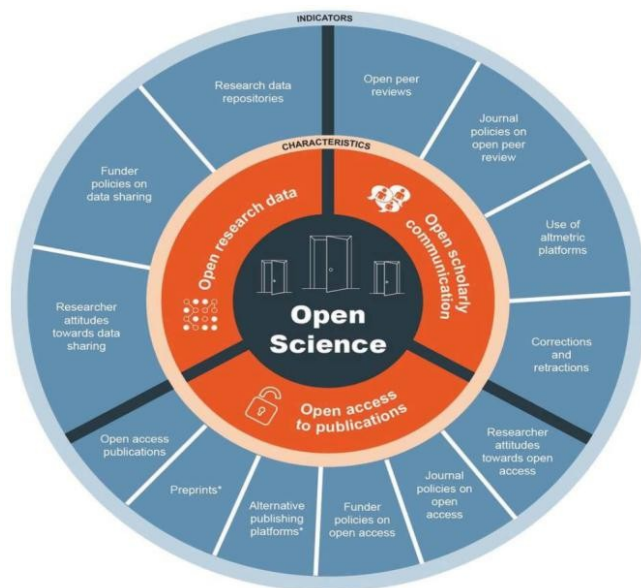 INDICATORS
Research data
repositories
Open peer
reviews
Journal
policies on
open peer
review
Funder
policies on
data sharing
CHARACTERISTICS
Open research data
Open scholarly
communication
Use of
altmetric
platforms
Researcher
attitudes
towards data
sharing
Open
Science
Corrections
and
retractions
Open access
to publications
Open access
publications
Preprints*
Alternative
publishing
platforms*
Funder
policies on
open access
Journal
policies on
open
access
Researcher
attitudes
towards open
access